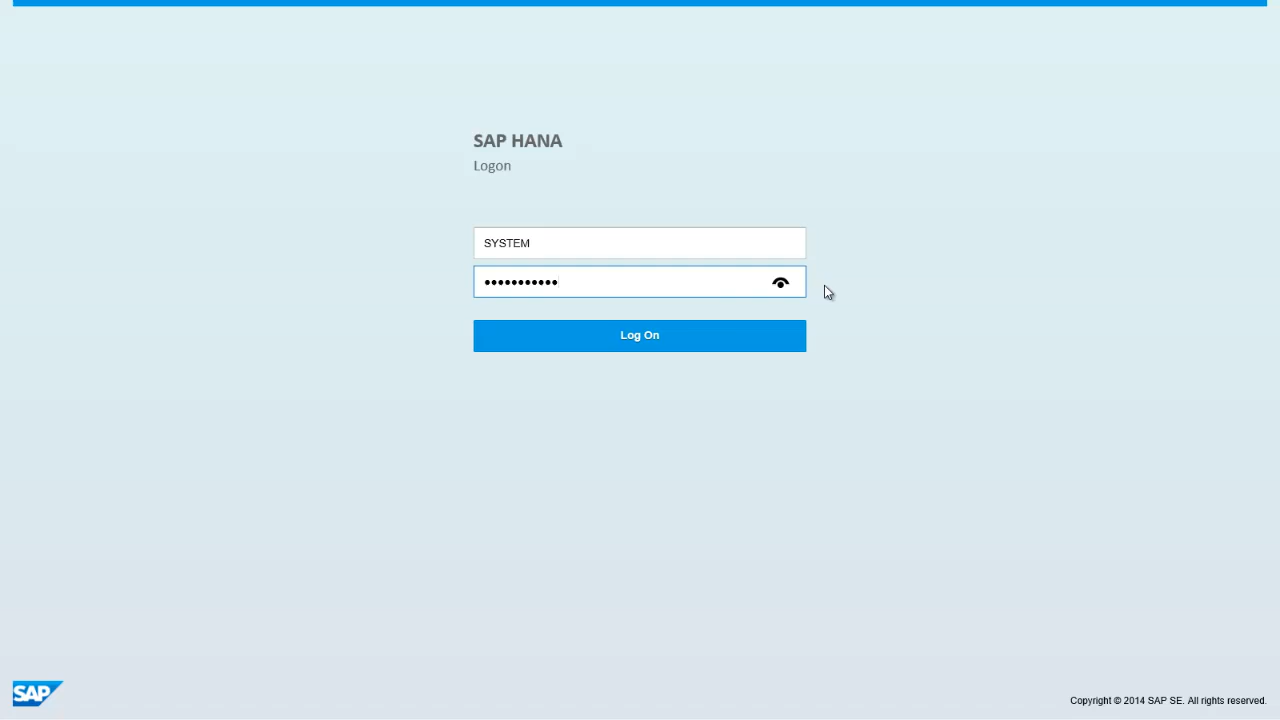 SAP HANA
Logon
SYSTEM
•••••••••••
Log On
SAP
Copyright © 2014 SAP SE. All rights reserved.